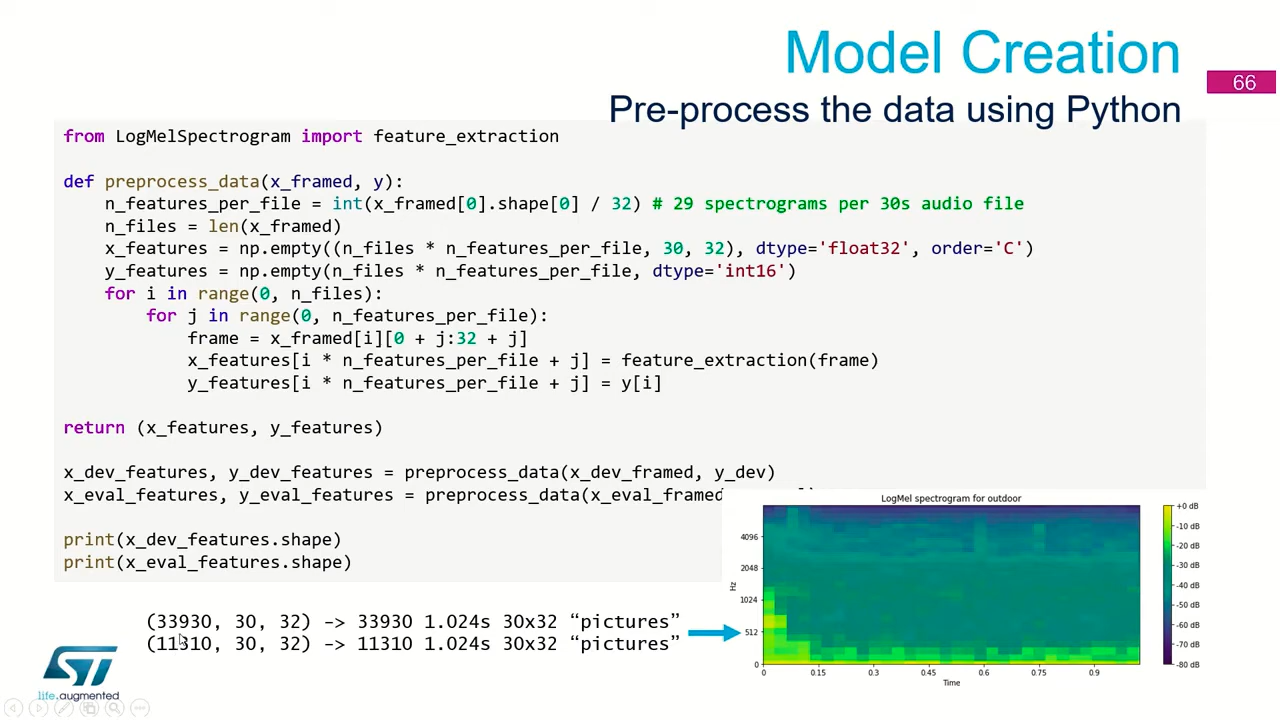 Model Creation
66
Pre-process the data using Python
from LogMelSpectrogram import feature_extraction
def preprocess_data(x_framed, y):
n_features_per_file = int(x_framed[0].shape[0] / 32) # 29 spectrograms per 30s audio file
n_files = len(x_framed)
x_features = np.empty((n_files * n_features_per_file, 30, 32), dtype='float32', order='C')
y_features = np.empty(n_files * n_features_per_file, dtype='int16')
for i in range(0, n_files):
for j in range(0, n_features_per_file):
frame = x_framed[i][0 + j:32 + j]
x_features[i * n_features_per_file + j] = feature_extraction(frame)
y_features[i * n_features_per_file + j] = y[i]
return (x_features, y_features)
x_dev_features, y_dev_features = preprocess_data(x_dev_framed, y_dev)
x_eval_features, y_eval_features = preprocess_data(x_eval_framed
print(x_dev_features.shape)
print(x_eval_features.shape)
(33930, 30, 32) -> 33930 1.024s 30x32 “pictures”
(11310, 30, 32) -> 11310 1.024s 30x32 “pictures”
LogMel spectrogram for outdoor
4096
2048
1024
512
0
Hz
0 0.15 0.3 0.45 0.6 0.75 0.9
Time
+0 dB
-10 dB
-20 dB
-30 dB
-40 dB
-50 dB
-60 dB
-70 dB
-80 dB
ST
life.augmented